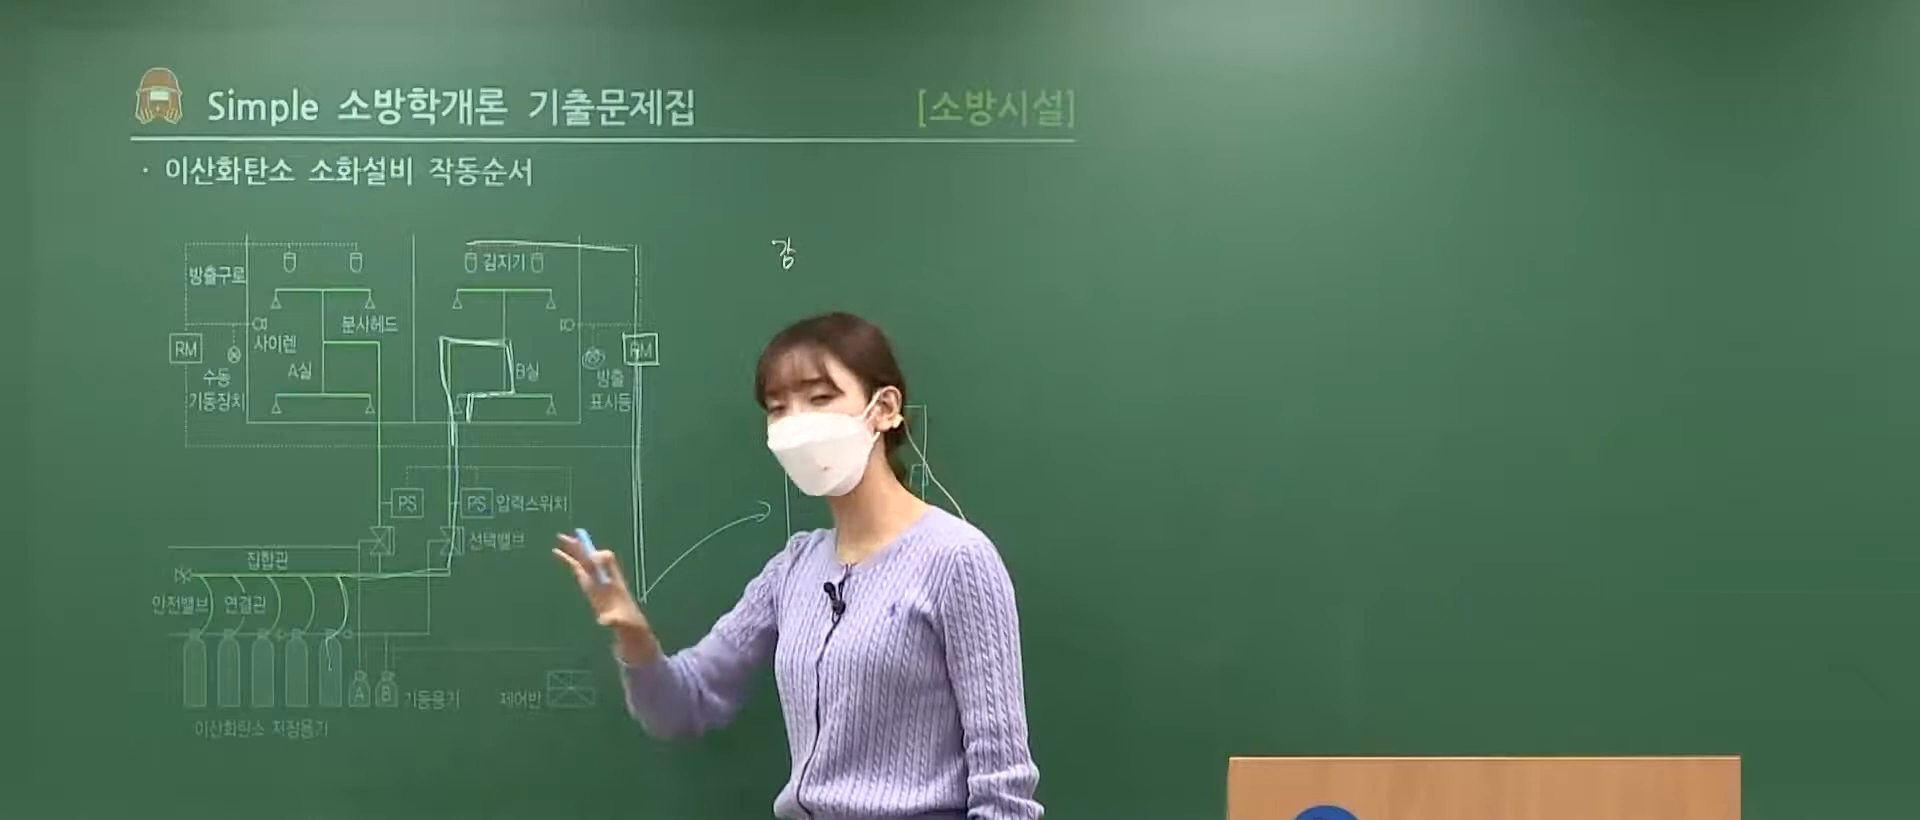 Simple 소방학개론 기출문제집 [소방시설]
· 이산화탄소 소화설비 작동순서
감
방출구로
감지기
사이렌
분사헤드
RM
RM
A실
B실
수동
기동장치
방출
표시등
PS
PS 압력스위치
선택밸브
집합관
안전밸브 연결관
A B 기동용기
제어반
이산화탄소 저장용기